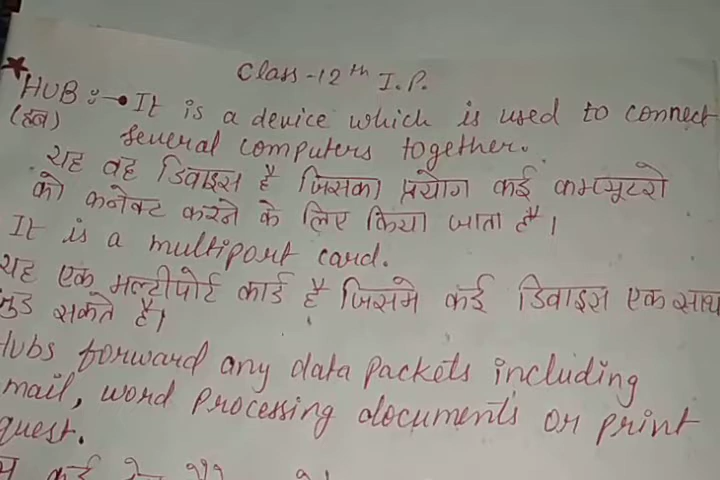 Class-12th I.P.
★HUB:-• It is a device which is used to connect
(हब) several computers together.
यह वह डिवाइस है जिसका प्रयोग कई कम्प्यूटरो
को कनेक्ट करने के लिए किया जाता है।
It is a multiport card.
यह एक मल्टीपोर्ट कार्ड है जिसमे कई डिवाइस एक साथ
जुड सकते है।
Hubs forward any data packets including
mail, word processing documents or print
quest.